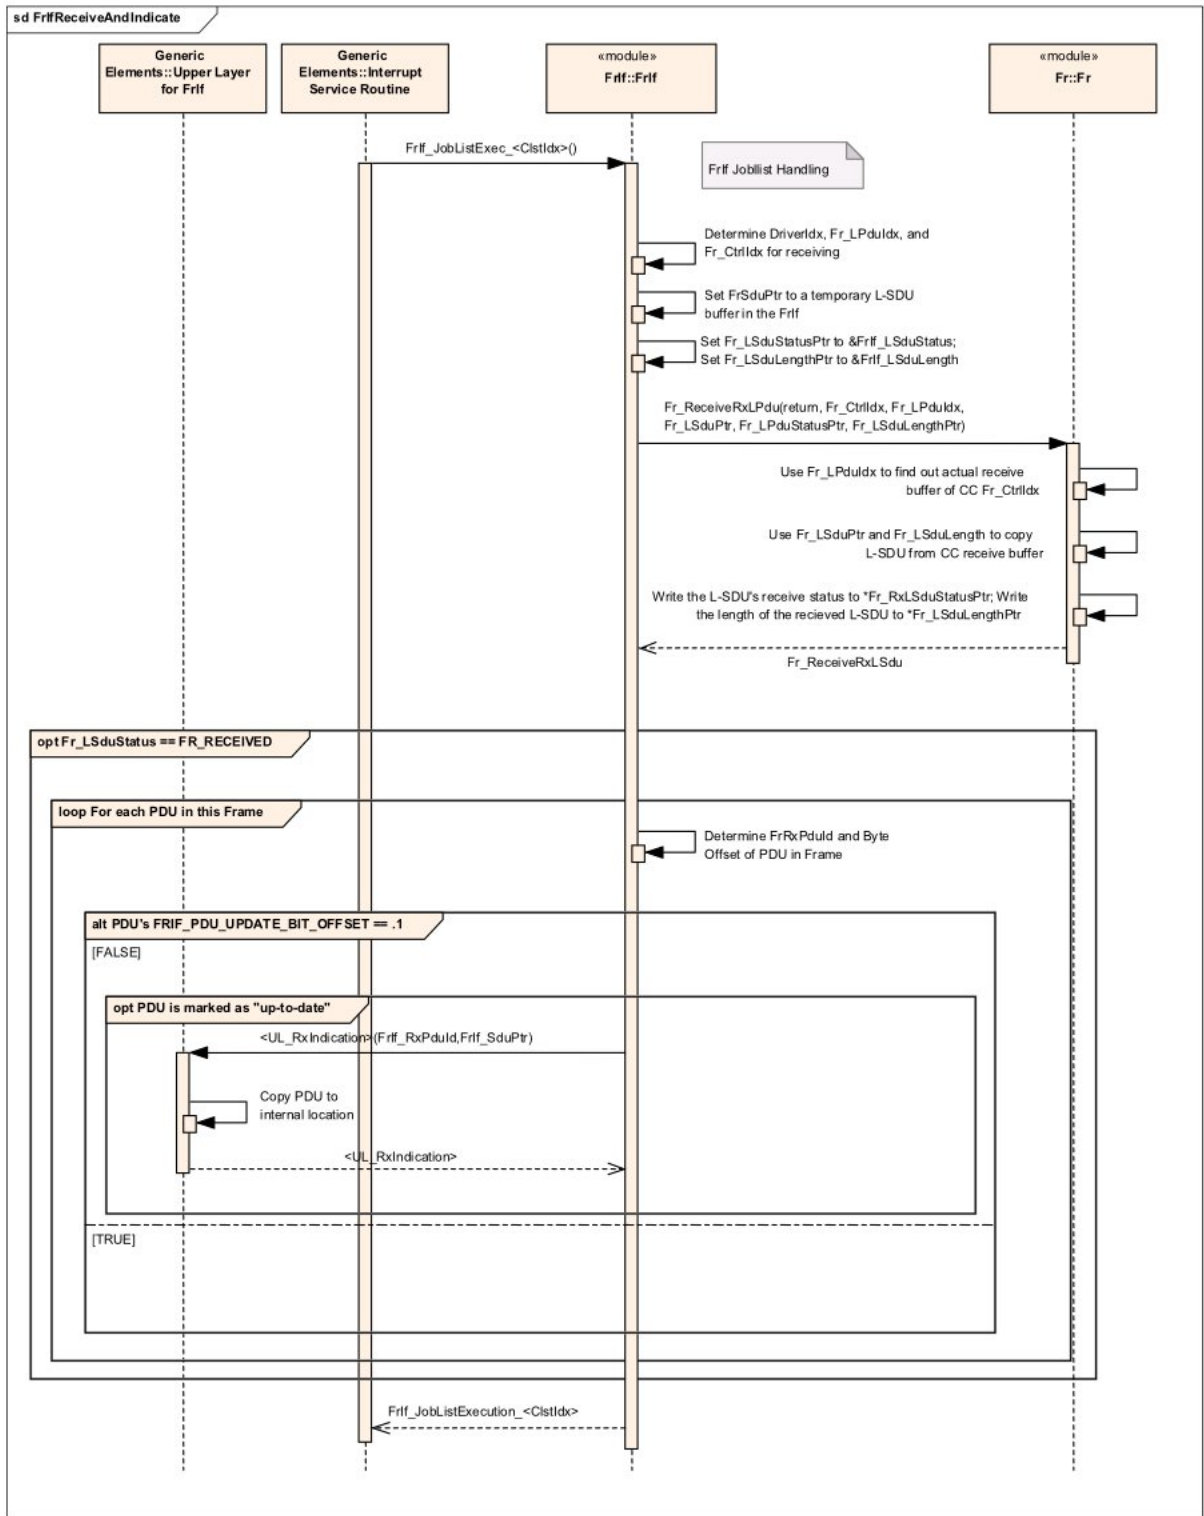 sd FrIfReceiveAndIndicate
Generic
Elements::Upper Layer
for FrIf
Generic
Elements::Interrupt
Service Routine
«module»
FrIf::FrIf
«module»
Fr::Fr
FrIf_JobListExec_<ClstIdx>()
FrIf Jobllist Handling
Determine DriverIdx, Fr_LPduIdx, and
Fr_CtrlIdx for receiving
Set FrSduPtr to a temporary L-SDU
buffer in the FrIf
Set Fr_LSduStatusPtr to &FrIf_LSduStatus;
Set Fr_LSduLengthPtr to &FrIf_LSduLength
Fr_ReceiveRxLPdu(return, Fr_CtrlIdx, Fr_LPduIdx,
Fr_LSduPtr, Fr_LPduStatusPtr, Fr_LSduLengthPtr)
Use Fr_LPduIdx to find out actual receive
buffer of CC Fr_CtrlIdx
Use Fr_LSduPtr and Fr_LSduLength to copy
L-SDU from CC receive buffer
Write the L-SDU's receive status to *Fr_RxLSduStatusPtr; Write
the length of the recieved L-SDU to *Fr_LSduLengthPtr
Fr_ReceiveRxLSdu
opt Fr_LSduStatus == FR_RECEIVED
loop For each PDU in this Frame
Determine FrRxPduId and Byte
Offset of PDU in Frame
alt PDU's FRIF_PDU_UPDATE_BIT_OFFSET == .1
[FALSE]
opt PDU is marked as "up-to-date"
<UL_RxIndication>(FrIf_RxPduId,FrIf_SduPtr)
Copy PDU to
internal location
<UL_RxIndication>
[TRUE]
FrIf_JobListExecution_<ClstIdx>